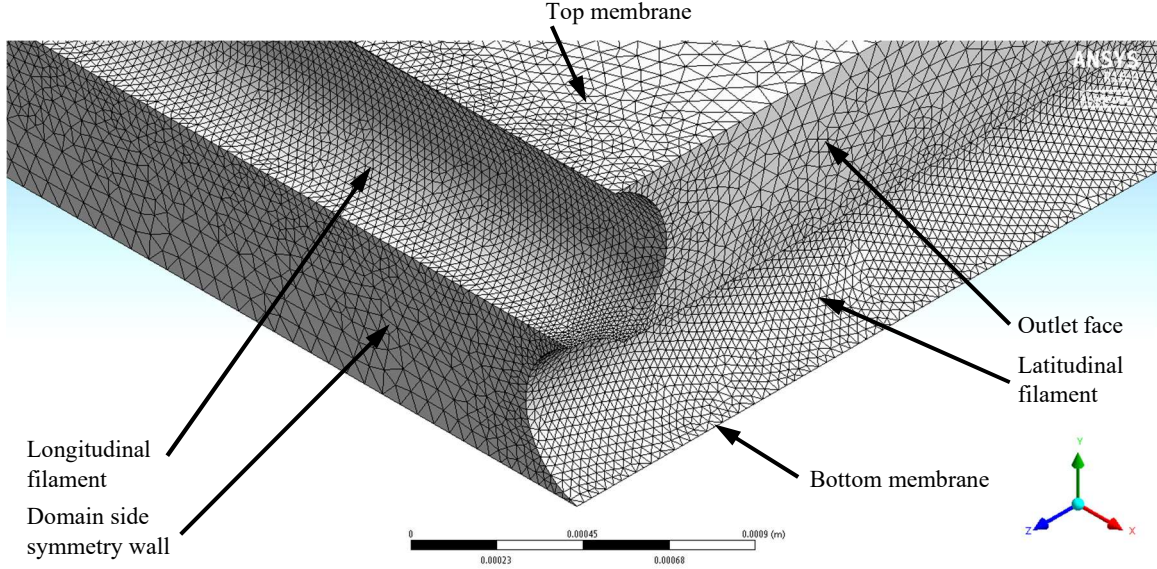 Top membrane
ANSYS
Outlet face
Latitudinal
filament
Longitudinal
filament
Bottom membrane
Domain side
symmetry wall
0
0.00045
0.0009 (m)
0.00023
0.00068
Y
Z
X